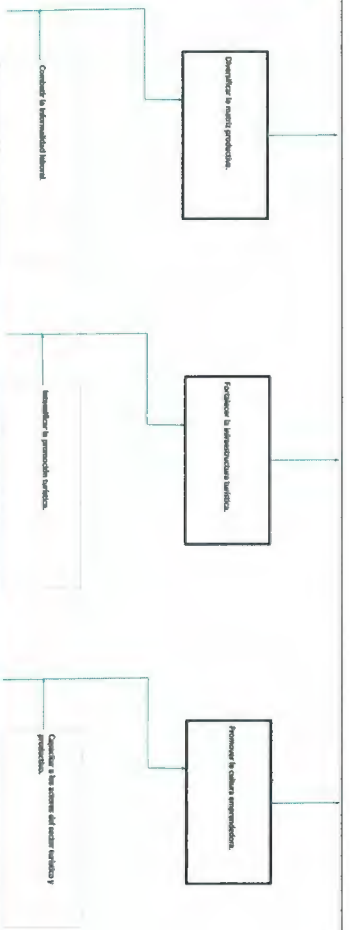 Diversificar la matriz productiva.
Fortalecer la infraestructura turística.
Promover la cultura emprendedora.
Combatir la informalidad laboral.
Intensificar la promoción turística.
Capacitar a los actores del sector turístico y
productivo.